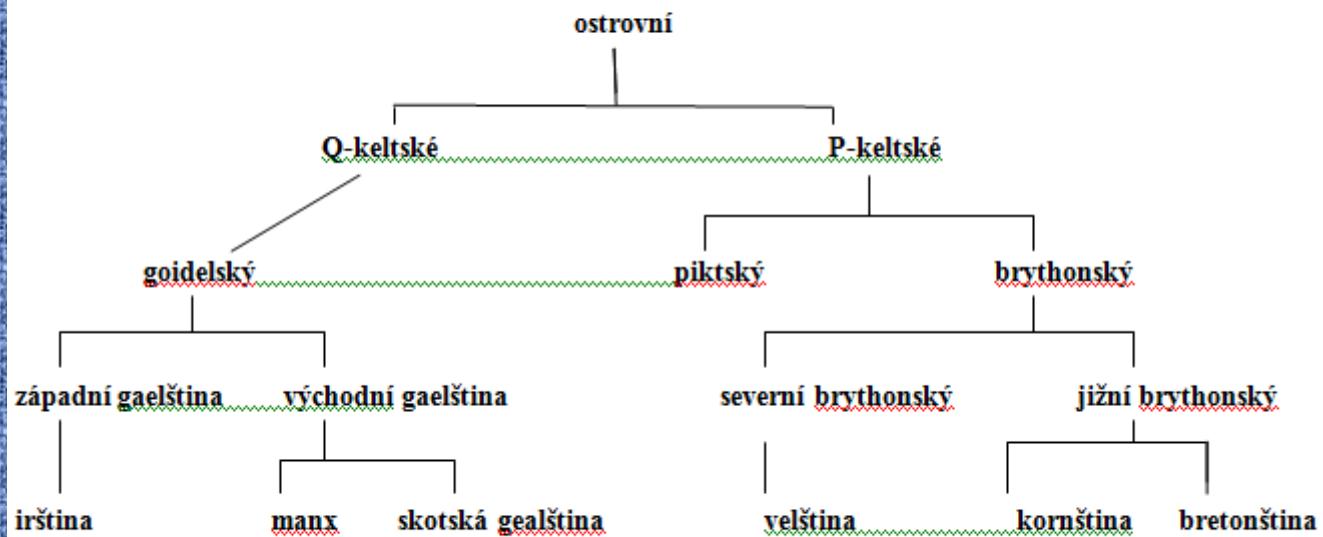 ostrovní
Q-keltské P-keltské
goidelský piktský brythonský
západní gaelština východní gaelština severní brythonský jižní brythonský
irština manx skotská gealština velština kornština bretonština